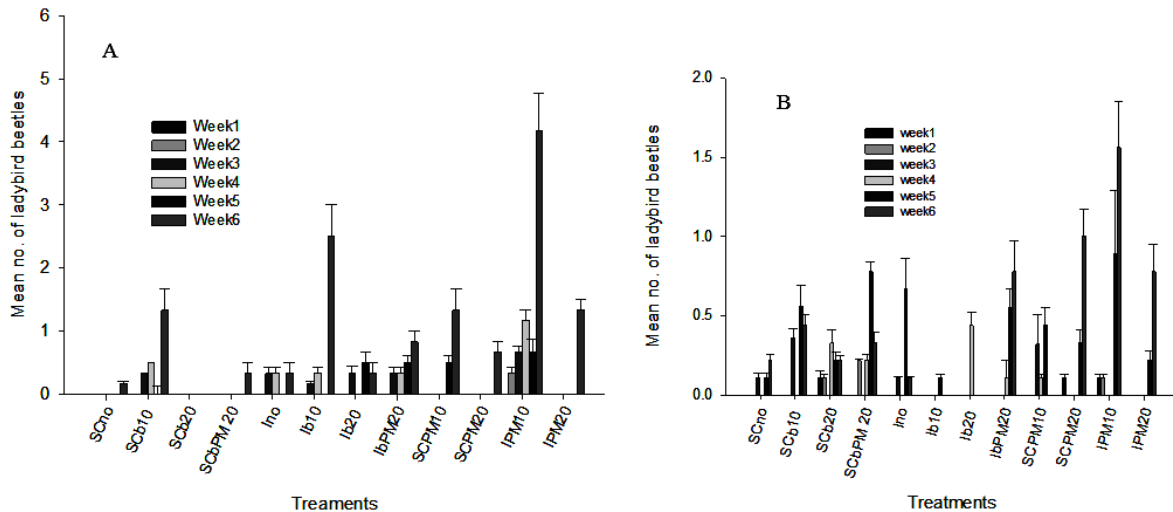 A
6
5
4
3
2
1
0
Mean no. of ladybird beetles
Week1
Week2
Week3
Week4
Week5
Week6
SCno
SCb10
SCb20
SCbPM 20
Ino
Ib10
Ib20
IbPM20
SCPM10
SCPM20
IPM10
IPM20
Treaments
B
2.0
1.5
1.0
0.5
0.0
Mean no. of ladybird beetles
week1
week2
week3
week4
week5
week6
SCno
SCb10
SCb20
SCbPM 20
Ino
Ib10
Ib20
IbPM20
SCPM10
SCPM20
IPM10
IPM20
Treatments